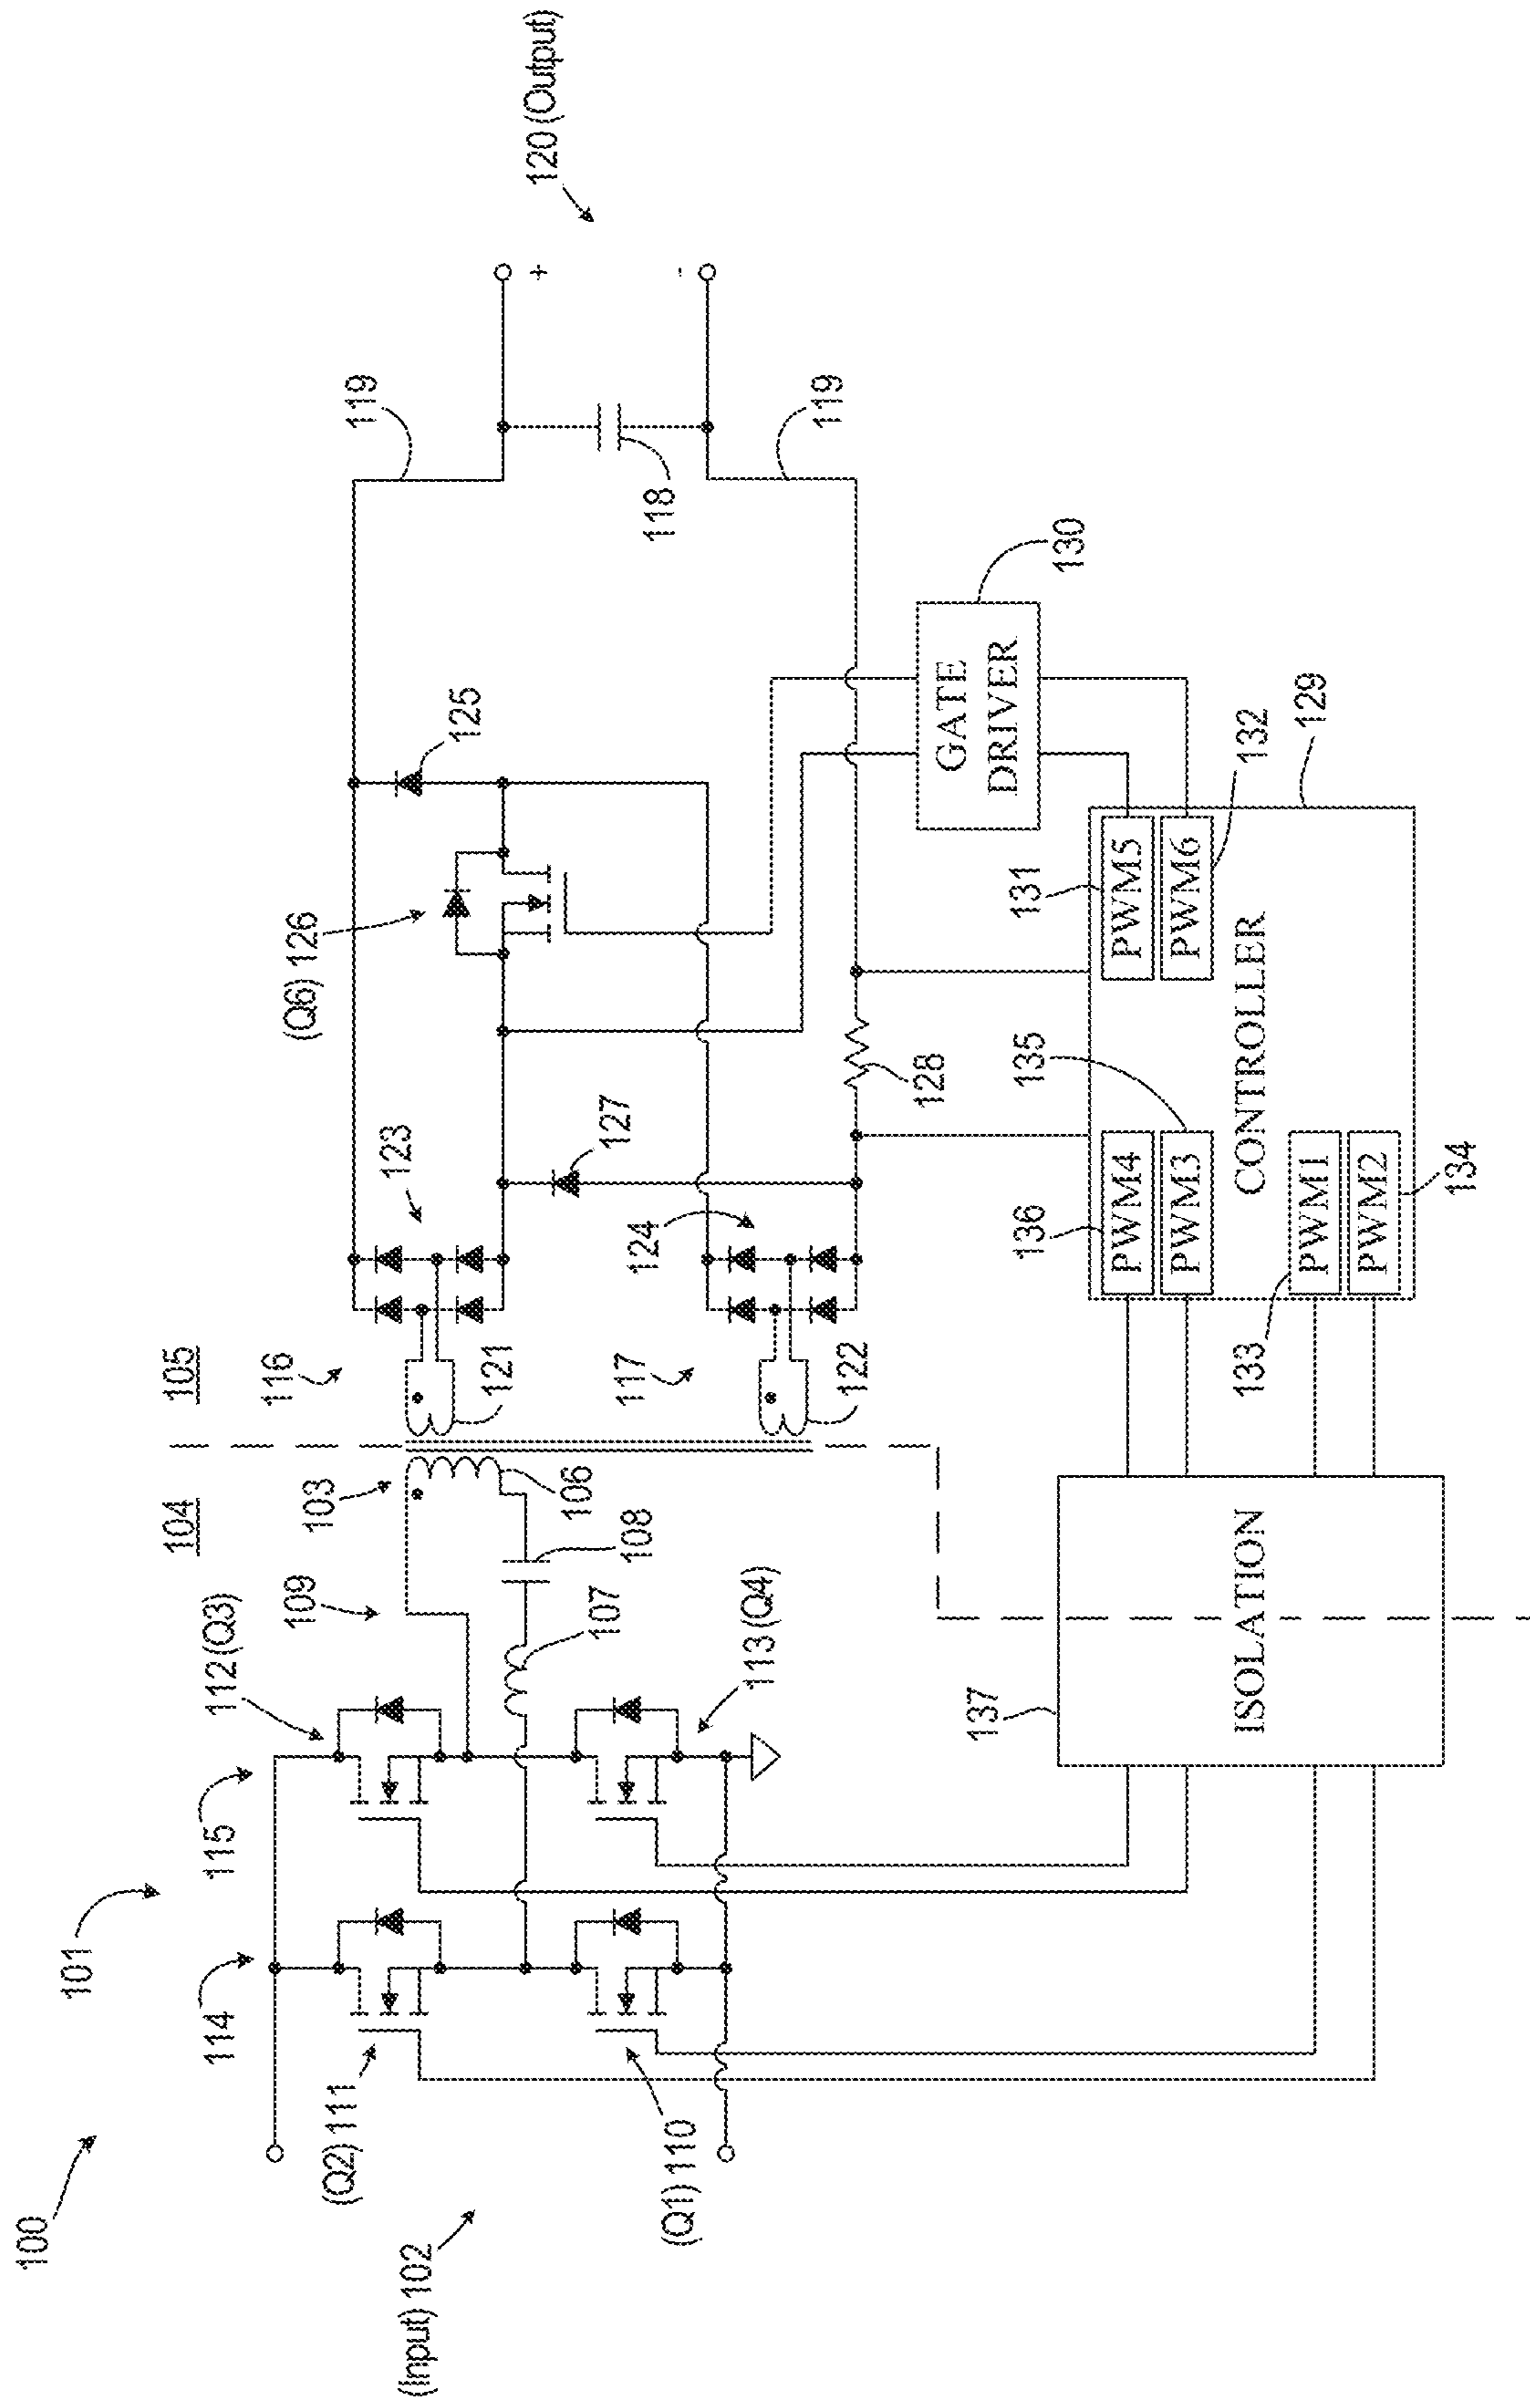 100
101
114
115
112 (Q3)
109
103
104
105
116
123
(Q6) 126
125
119
120 (Output)
+
-
(Q2) 111
(Input) 102
(Q1) 110
113 (Q4)
107
108
106
121
117
122
124
127
128
118
119
130
GATE
DRIVER
137
ISOLATION
136
135
133
134
131
132
129
PWM4
PWM3
PWM1
PWM2
PWM5
PWM6
CONTROLLER